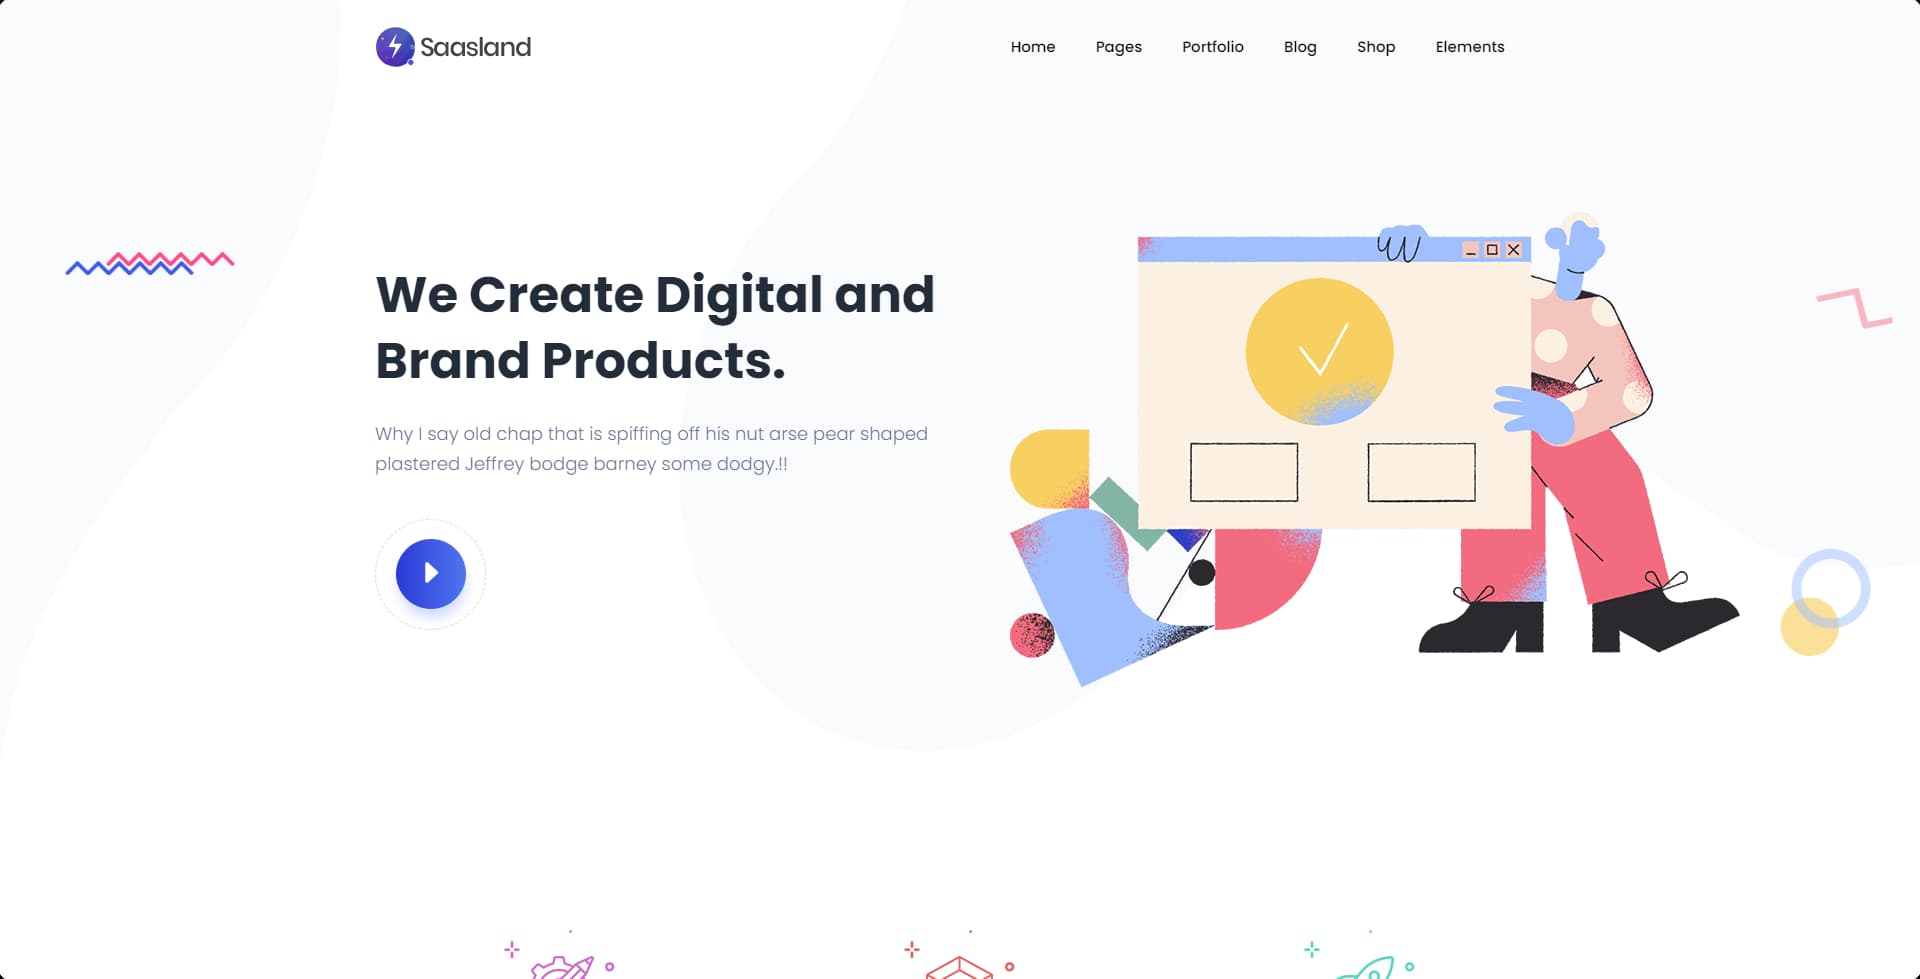 Saasland
Home
Pages
Portfolio
Blog
Shop
Elements
We Create Digital and
Brand Products.
Why I say old chap that is spiffing off his nut arse pear shaped
plastered Jeffrey bodge barney some dodgy.!!